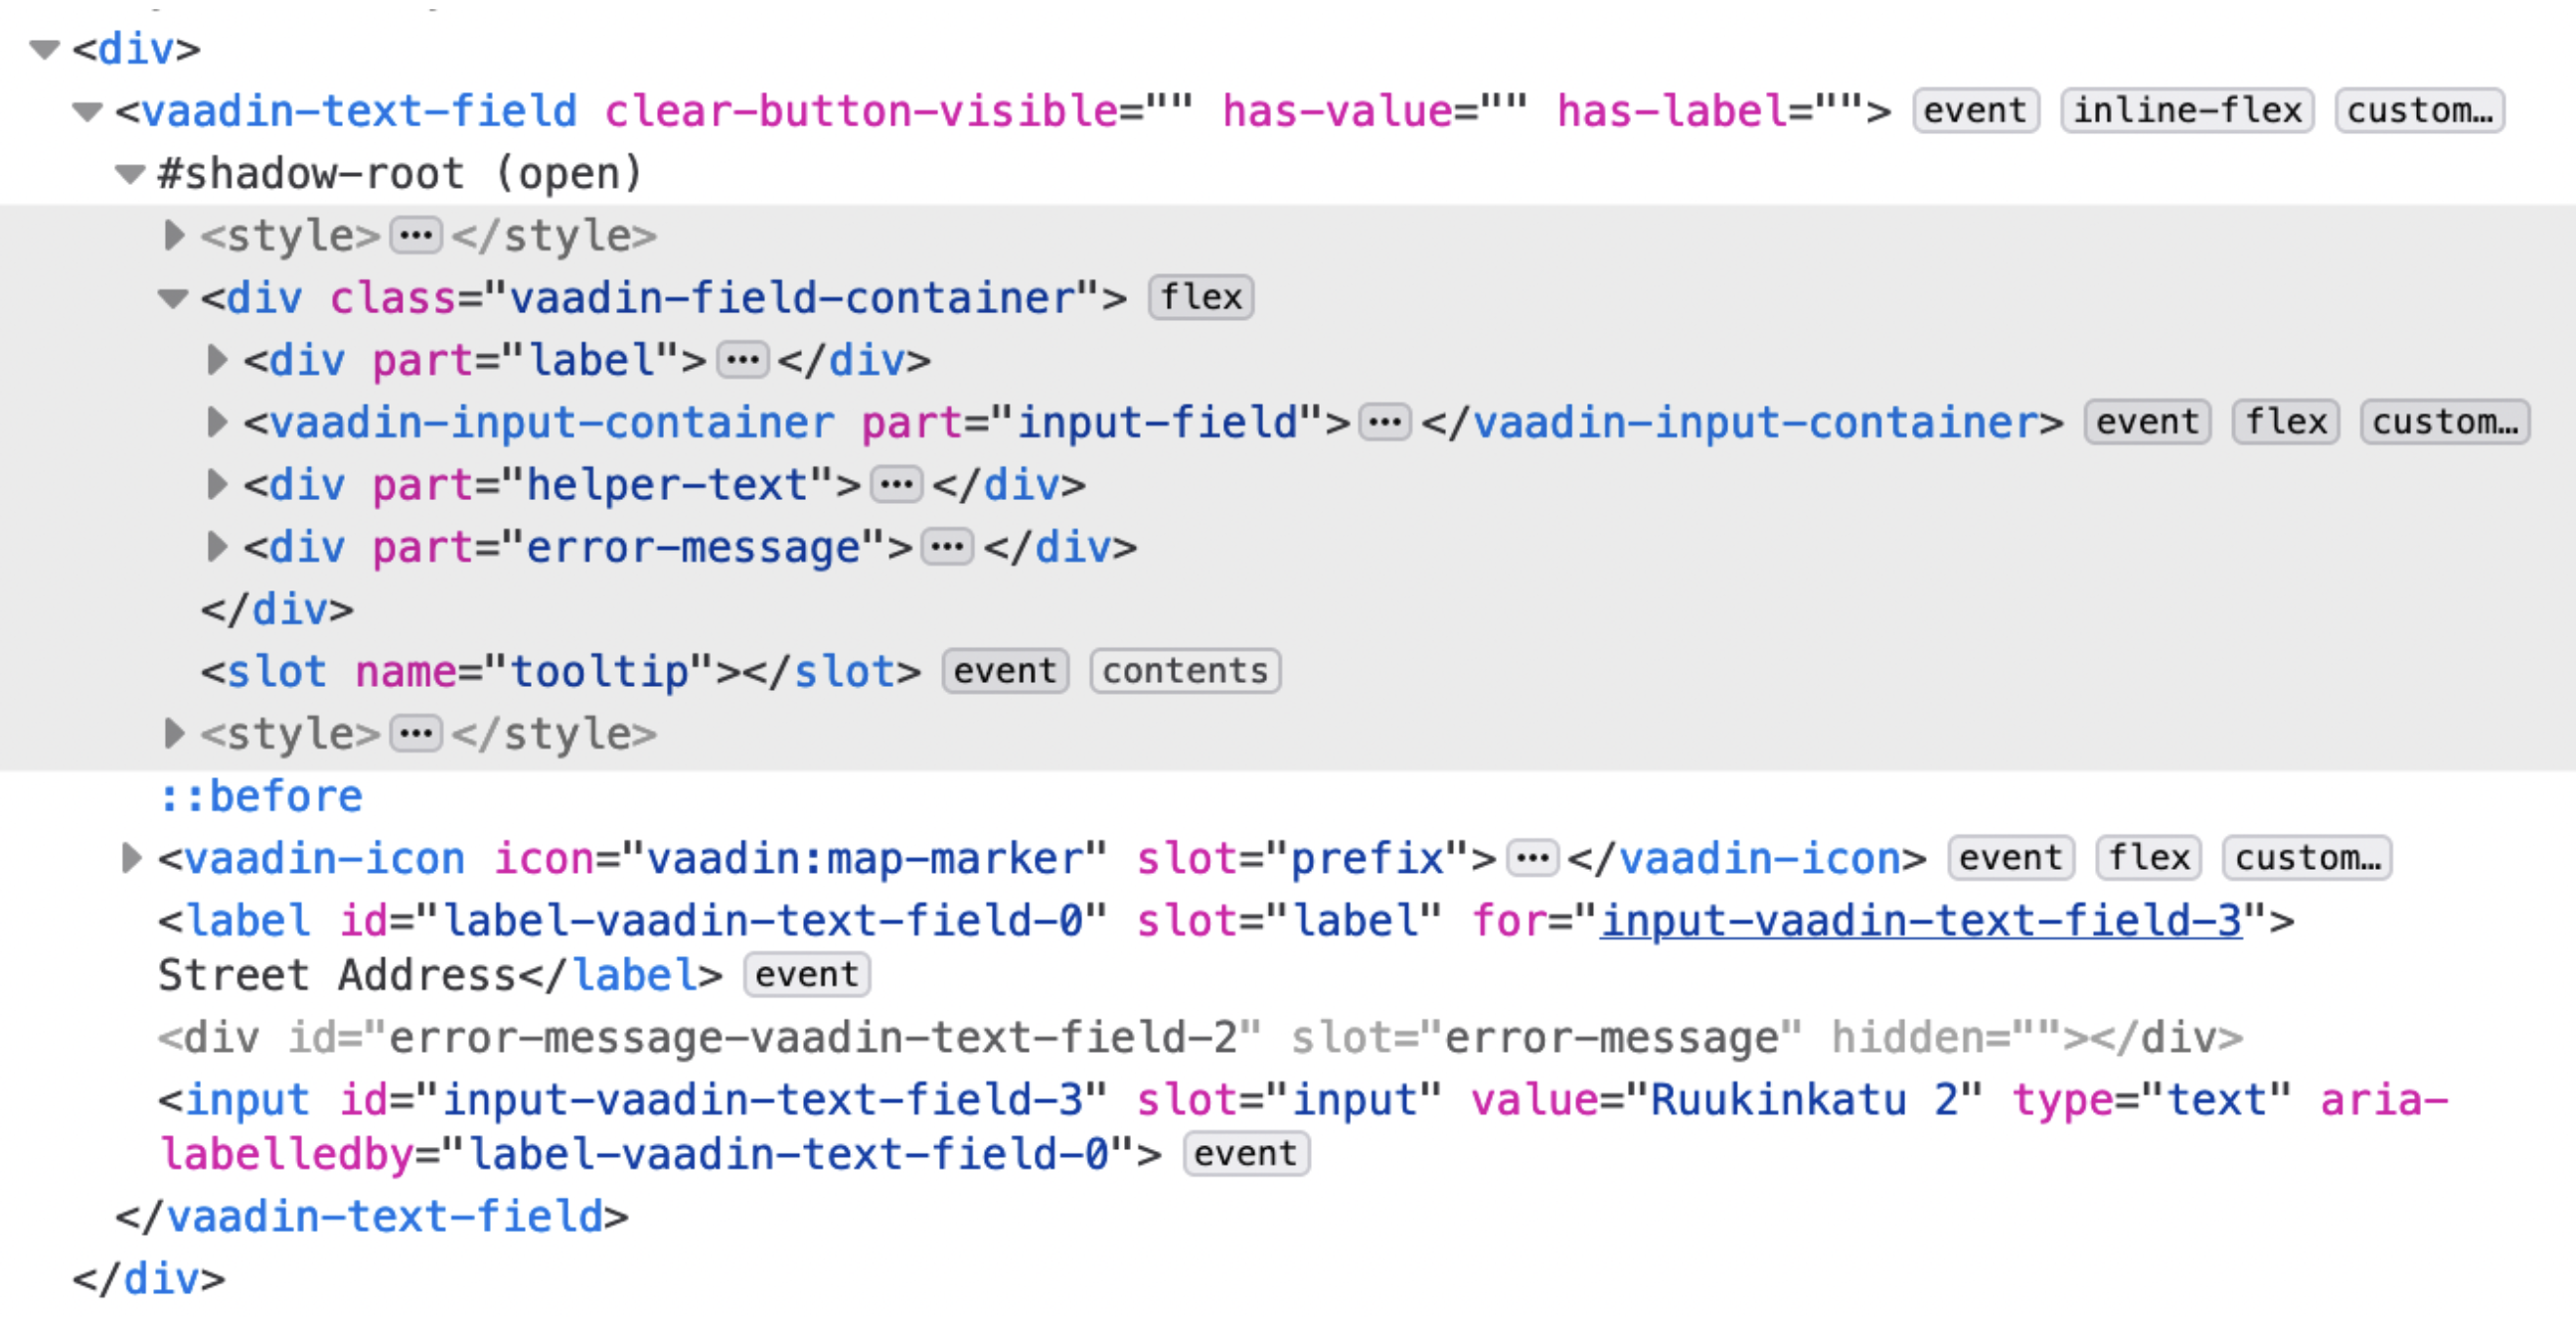 <div>
<vaadin-text-field clear-button-visible="" has-value="" has-label=""> event inline-flex custom…
#shadow-root (open)
<style> ••• </style>
<div class="vaadin-field-container"> flex
<div part="label"> ••• </div>
<vaadin-input-container part="input-field"> ••• </vaadin-input-container> event flex custom…
<div part="helper-text"> ••• </div>
<div part="error-message"> ••• </div>
</div>
<slot name="tooltip"></slot> event contents
<style> ••• </style>
::before
<vaadin-icon icon="vaadin:map-marker" slot="prefix"> ••• </vaadin-icon> event flex custom…
<label id="label-vaadin-text-field-0" slot="label" for="input-vaadin-text-field-3">
Street Address</label> event
<div id="error-message-vaadin-text-field-2" slot="error-message" hidden=""></div>
<input id="input-vaadin-text-field-3" slot="input" value="Ruukinkatu 2" type="text" aria-
labelledby="label-vaadin-text-field-0"> event
</vaadin-text-field>
</div>